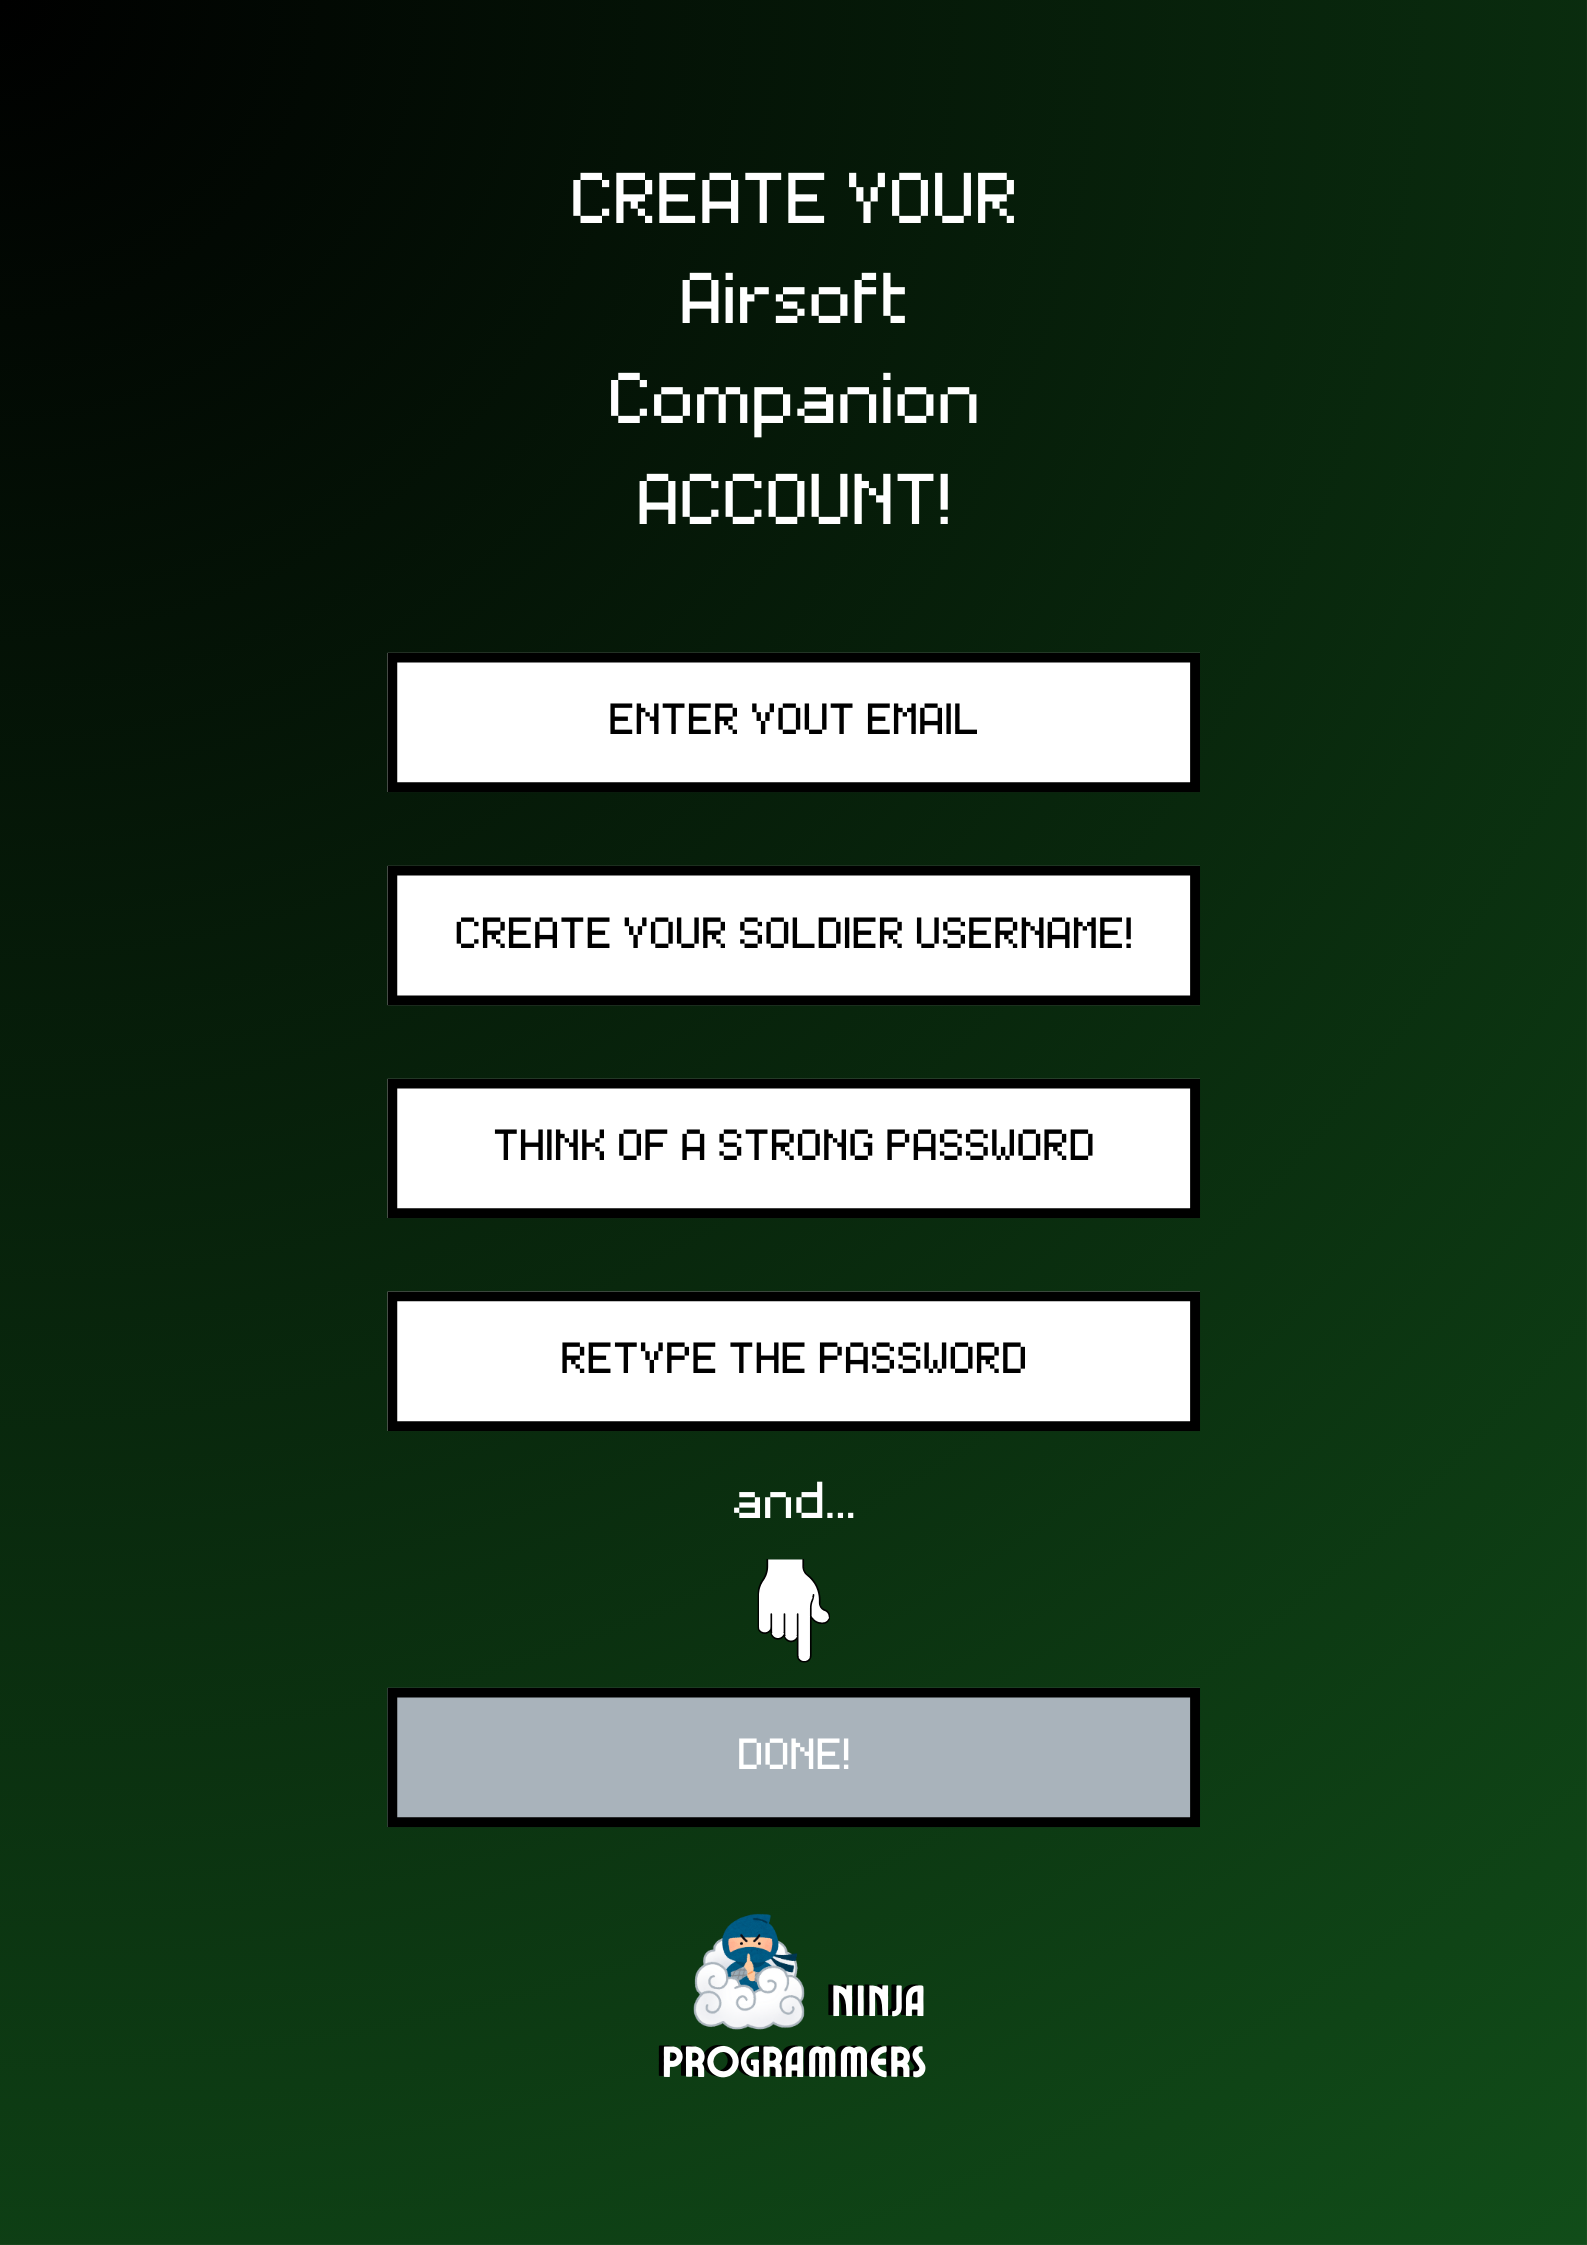 CREATE YOUR
Airsoft
Companion
ACCOUNT!
ENTER YOUT EMAIL
CREATE YOUR SOLDIER USERNAME!
THINK OF A STRONG PASSWORD
RETYPE THE PASSWORD
and...
DONE!
NINJA
PROGRAMMERS